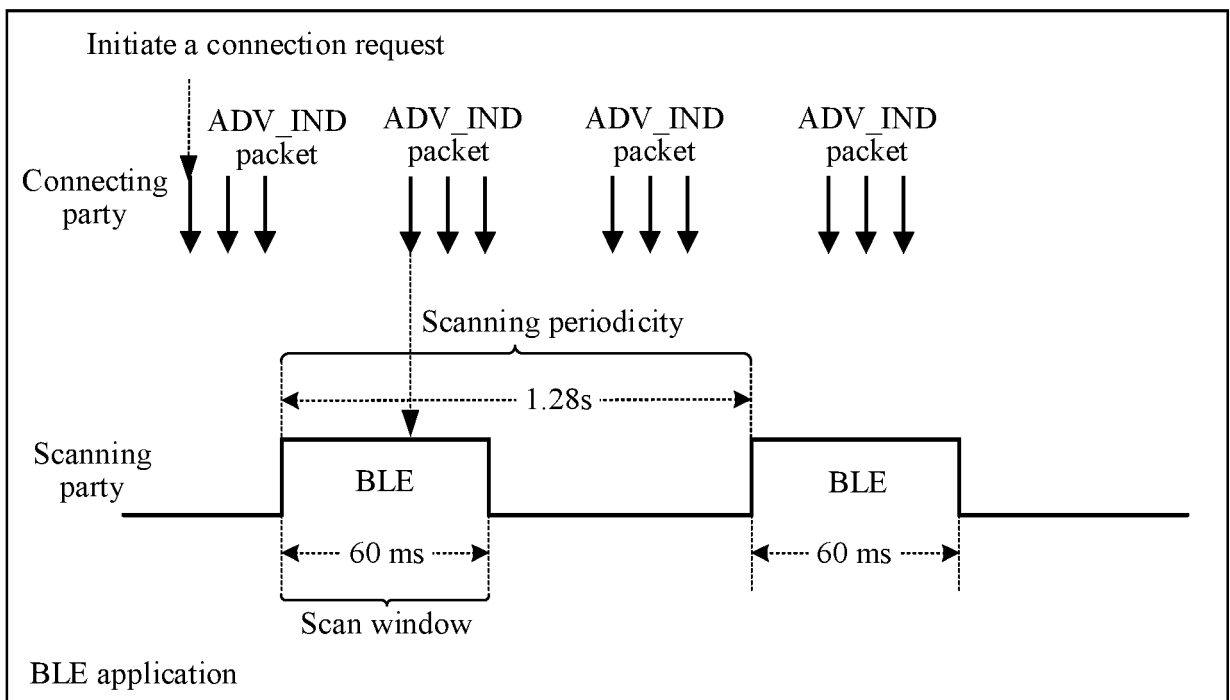 Initiate a connection request
ADV_IND
packet
ADV_IND
packet
ADV_IND
packet
ADV_IND
packet
Connecting
party
Scanning periodicity
1.28s
Scanning
party
BLE
BLE
60 ms
60 ms
Scan window
BLE application